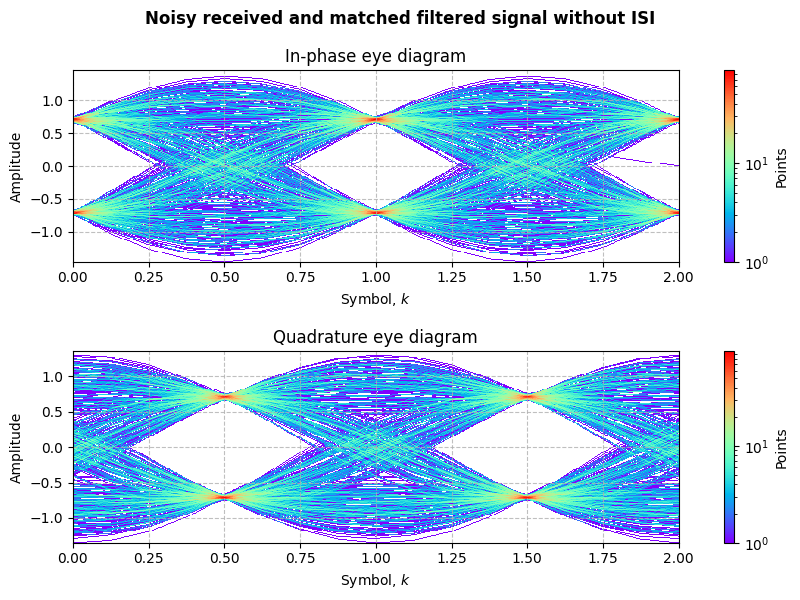 Noisy received and matched filtered signal without ISI
In-phase eye diagram
1.0
0.5
0.0
−0.5
−1.0
Amplitude
0.00 0.25 0.50 0.75 1.00 1.25 1.50 1.75 2.00
Symbol, k
10¹
10⁰
Points
Quadrature eye diagram
1.0
0.5
0.0
−0.5
−1.0
Amplitude
0.00 0.25 0.50 0.75 1.00 1.25 1.50 1.75 2.00
Symbol, k
10¹
10⁰
Points